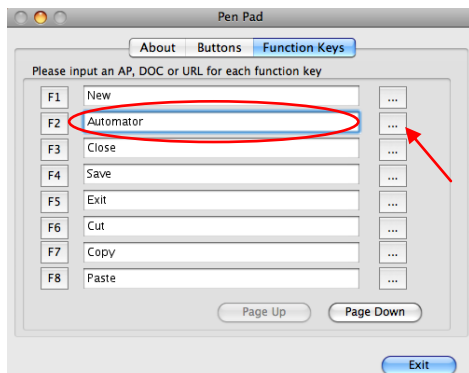 Pen Pad
About Buttons Function Keys
Please input an AP, DOC or URL for each function key
F1 New ...
F2 Automator ...
F3 Close ...
F4 Save ...
F5 Exit ...
F6 Cut ...
F7 Copy ...
F8 Paste ...
Page Up Page Down
Exit